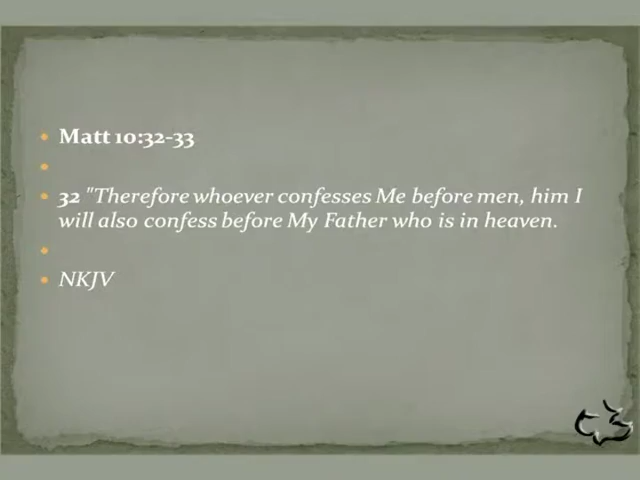 Matt 10:32-33
32 "Therefore whoever confesses Me before men, him I
will also confess before My Father who is in heaven.
NKJV